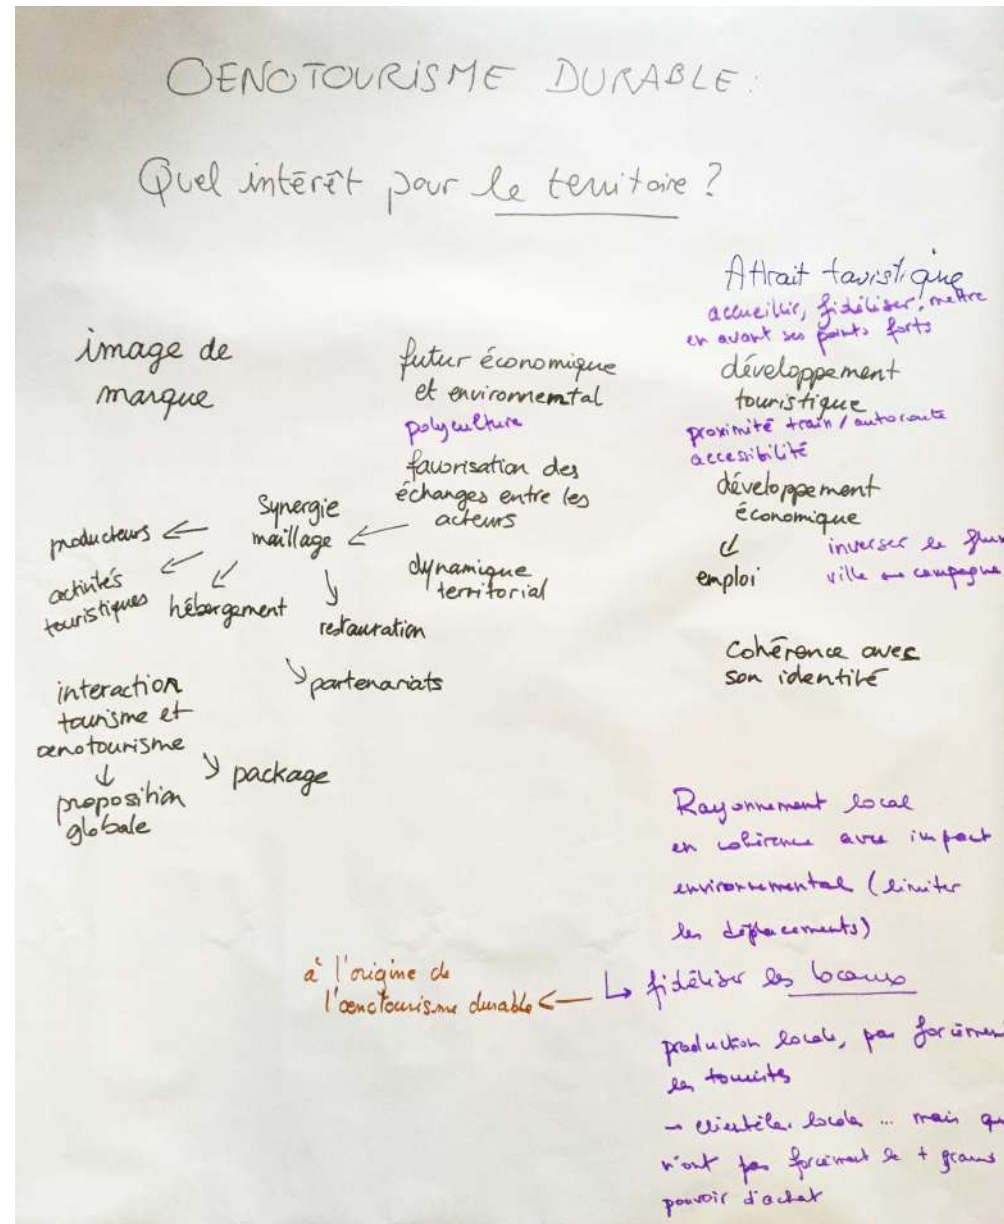 OENOTOURISME DURABLE :
Quel intérêt pour le territoire ?
image de
marque
futur économique
et environmental
polyculture
favorisation des
échanges entre les
acteurs
Synergie
maillage
producteurs
activités
touristiques
hébergement
restauration
partenariats
dynamique
territorial
interaction
tourisme et
œnotourisme
proposition
globale
package
Attrait touristique
accueillir, fidéliser, mettre
en avant ses points forts
développement
touristique
proximité train / autoroute
accessibilité
développement
économique
emploi
inverser le flux
ville → campagne
Cohérence avec
son identité
Rayonnement local
en cohérence avec impact
environnemental (limiter
les déplacements)
↳ fidéliser les locaux
à l'origine de
l'œnotourisme durable ←
production locale, pas forcémen
les touristes
→ clientèle locale ... mais qu
n'ont pas forcément le + grand
pouvoir d'achat